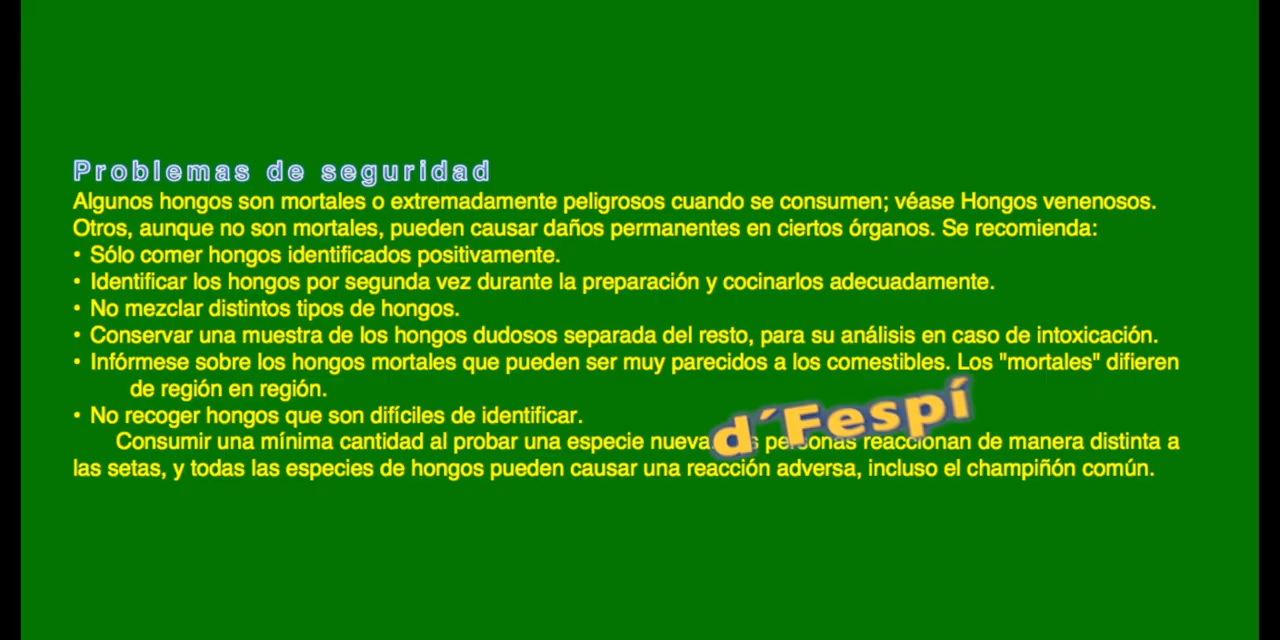 Problemas de seguridad
Algunos hongos son mortales o extremadamente peligrosos cuando se consumen; véase Hongos venenosos.
Otros, aunque no son mortales, pueden causar daños permanentes en ciertos órganos. Se recomienda:
• Sólo comer hongos identificados positivamente.
• Identificar los hongos por segunda vez durante la preparación y cocinarlos adecuadamente.
• No mezclar distintos tipos de hongos.
• Conservar una muestra de los hongos dudosos separada del resto, para su análisis en caso de intoxicación.
• Infórmese sobre los hongos mortales que pueden ser muy parecidos a los comestibles. Los "mortales" difieren
de región en región.
• No recoger hongos que son difíciles de identificar.
d´Fespí
Consumir una mínima cantidad al probar una especie nueva personas reaccionan de manera distinta a
las setas, y todas las especies de hongos pueden causar una reacción adversa, incluso el champiñón común.